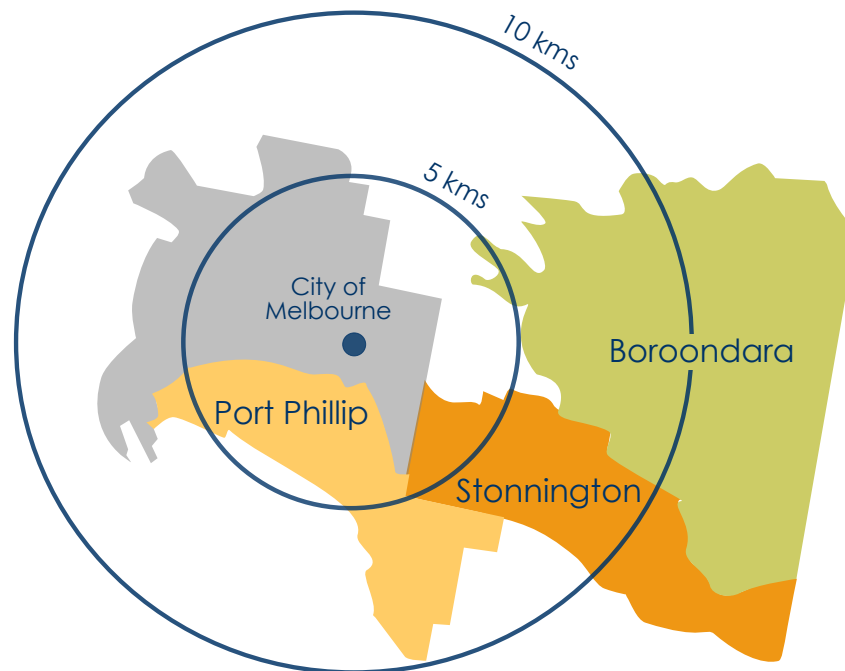 10 kms
5 kms
City of
Melbourne
Boroondara
Port Phillip
Stonnington